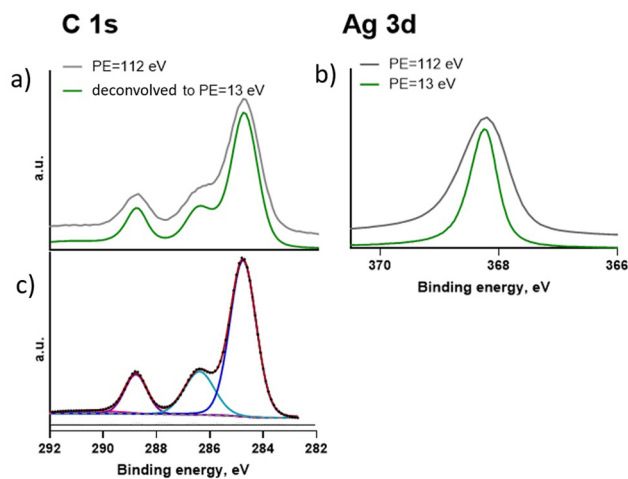 C 1s
Ag 3d
a)
PE=112 eV
deconvolved to PE=13 eV
a.u.
b)
PE=112 eV
PE=13 eV
370 368 366
Binding energy, eV
c)
a.u.
292 290 288 286 284 282
Binding energy, eV